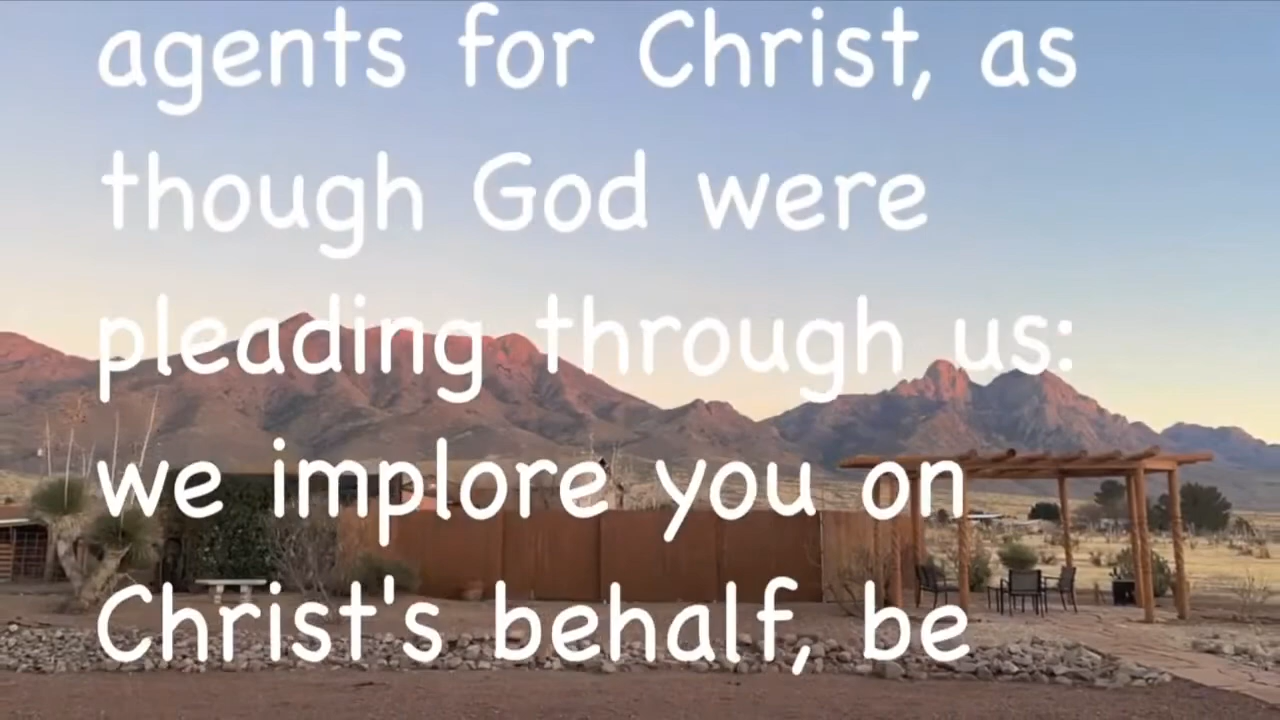 agents for Christ, as
though God were
pleading through us:
we implore you on
Christ's behalf, be